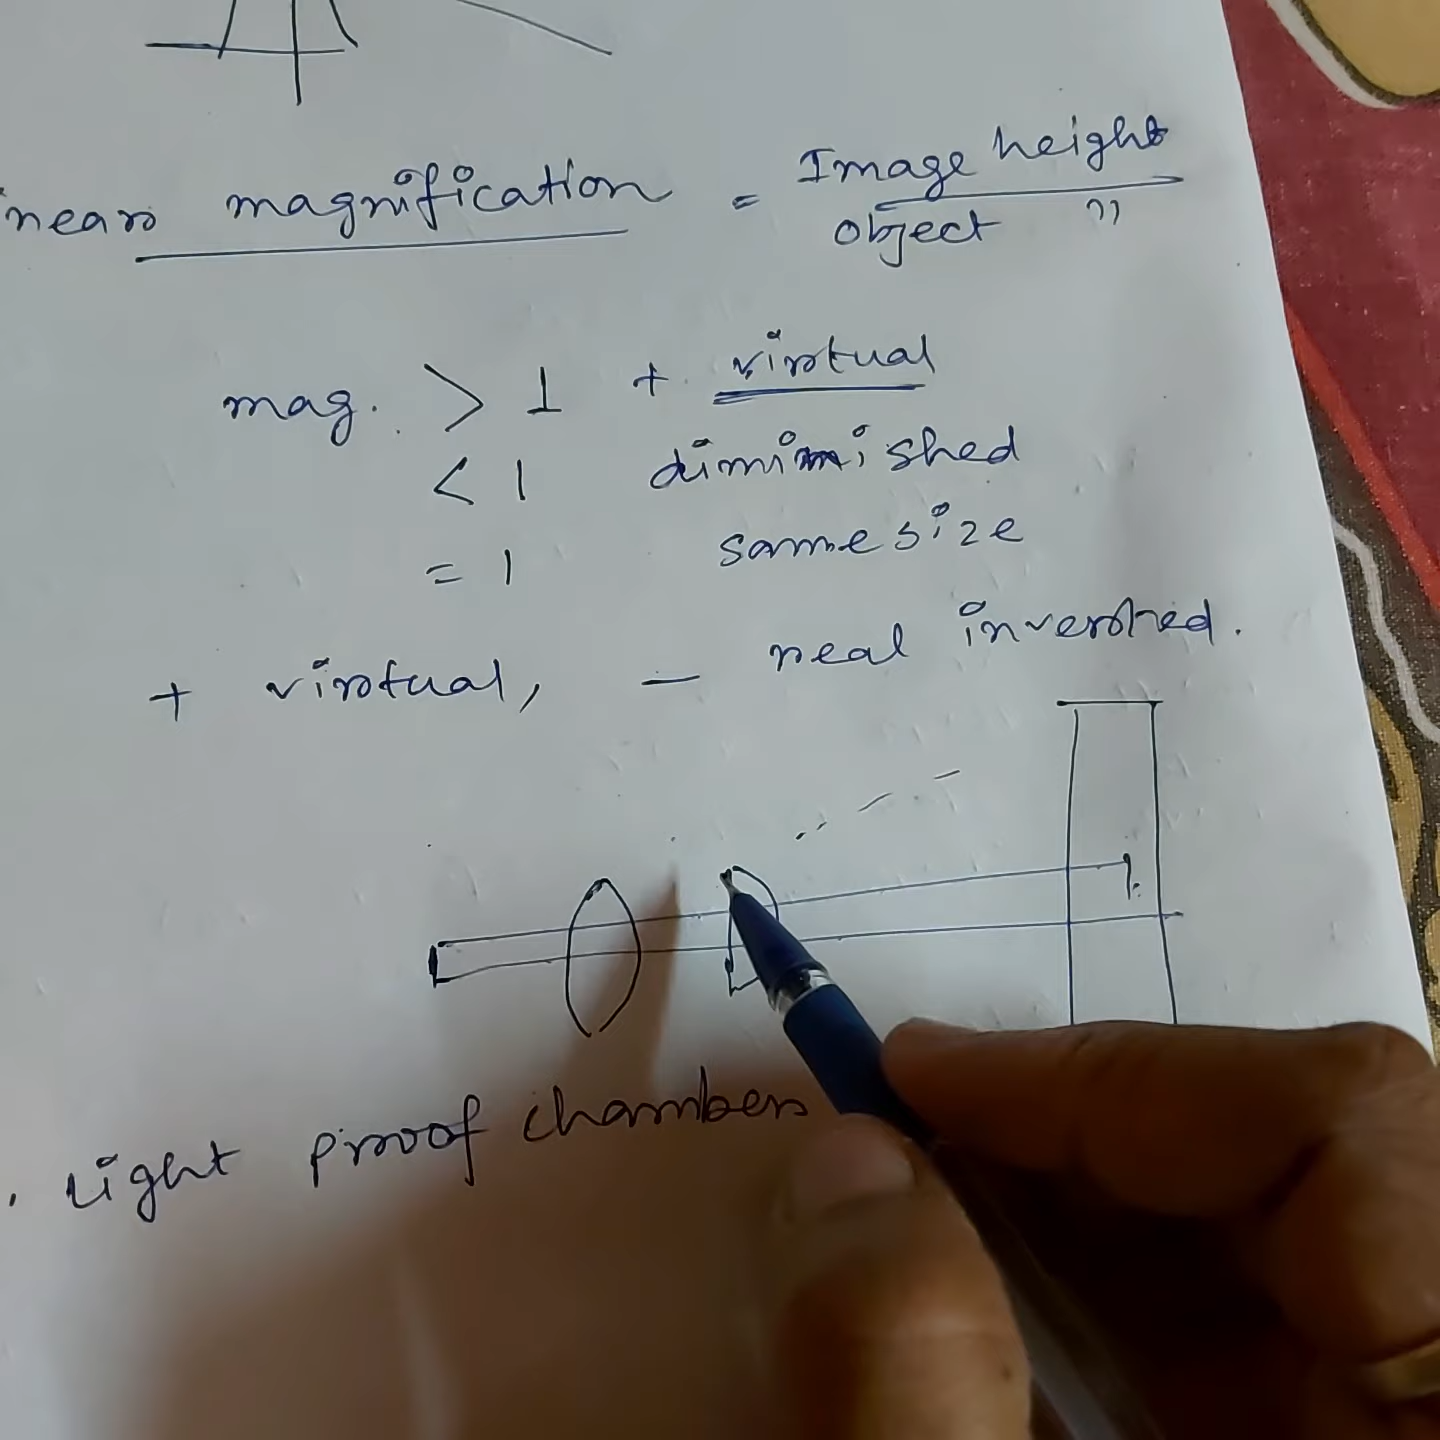 near magnification = Image height
object "
mag. > 1 + virtual
< 1 diminished
= 1 same size
+ virtual, - real inverted.
. Light proof chamber